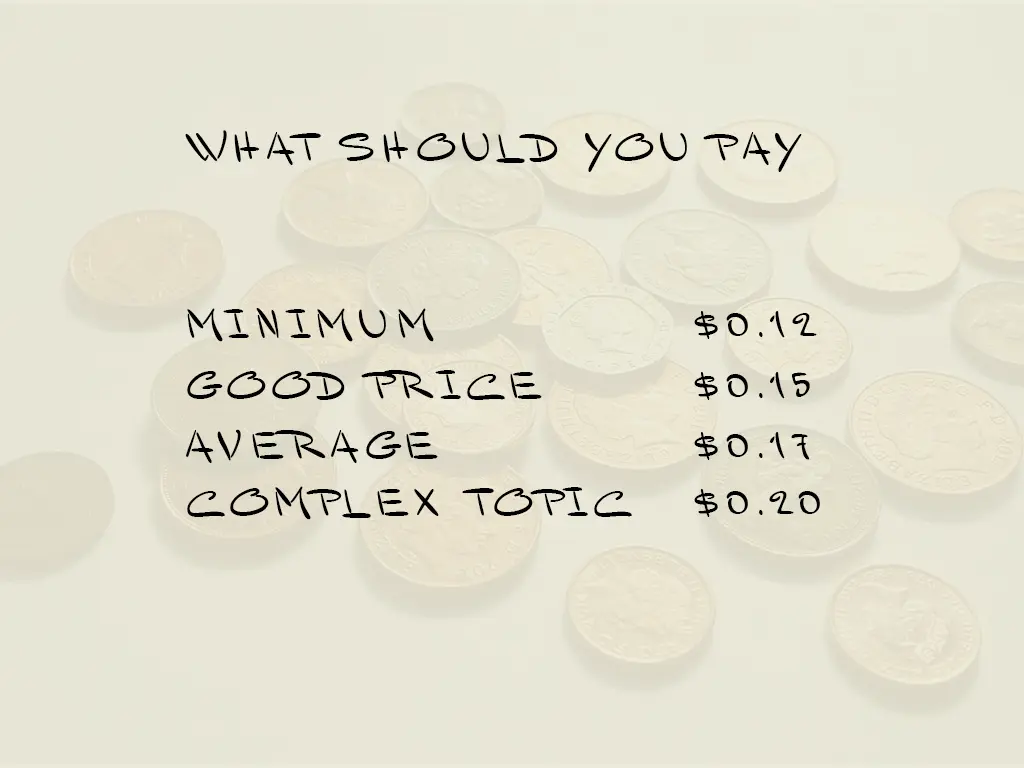 WHAT SHOULD YOU PAY
MINIMUM $0.12
GOOD PRICE $0.15
AVERAGE $0.17
COMPLEX TOPIC $0.20